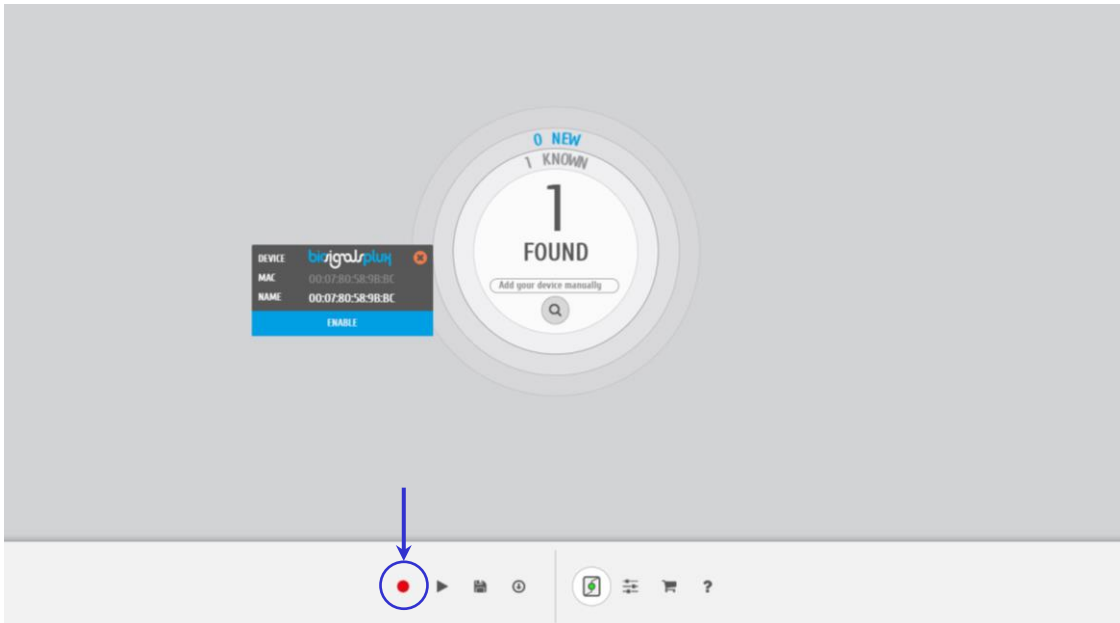 0 NEW
1 KNOWN
1
FOUND
Add your device manually
DEVICE biosignalsplux
MAC 00:07:80:58:9B:BC
NAME 00:07:80:58:9B:BC
ENABLE
?